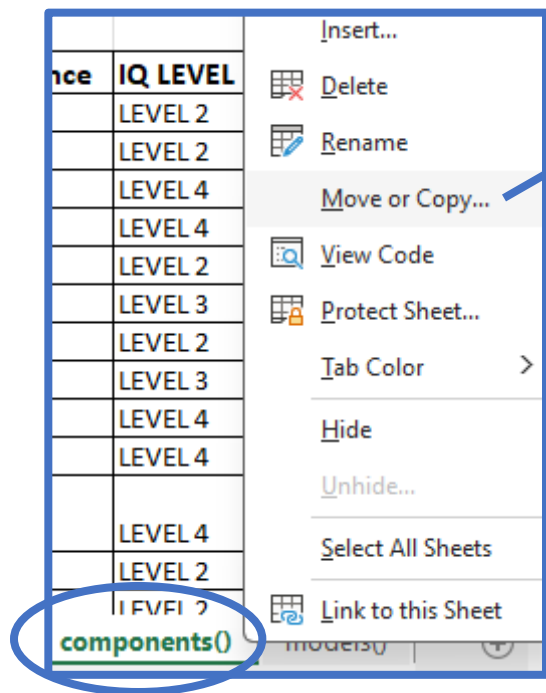 Insert...
nce IQ LEVEL
Delete
LEVEL 2
LEVEL 2
Rename
LEVEL 4
Move or Copy...
LEVEL 4
LEVEL 2
View Code
LEVEL 3
Protect Sheet...
LEVEL 2
LEVEL 3
Tab Color
LEVEL 4
LEVEL 4
Hide
Unhide...
LEVEL 4
Select All Sheets
LEVEL 2
LEVEL 2
Link to this Sheet
components() models()